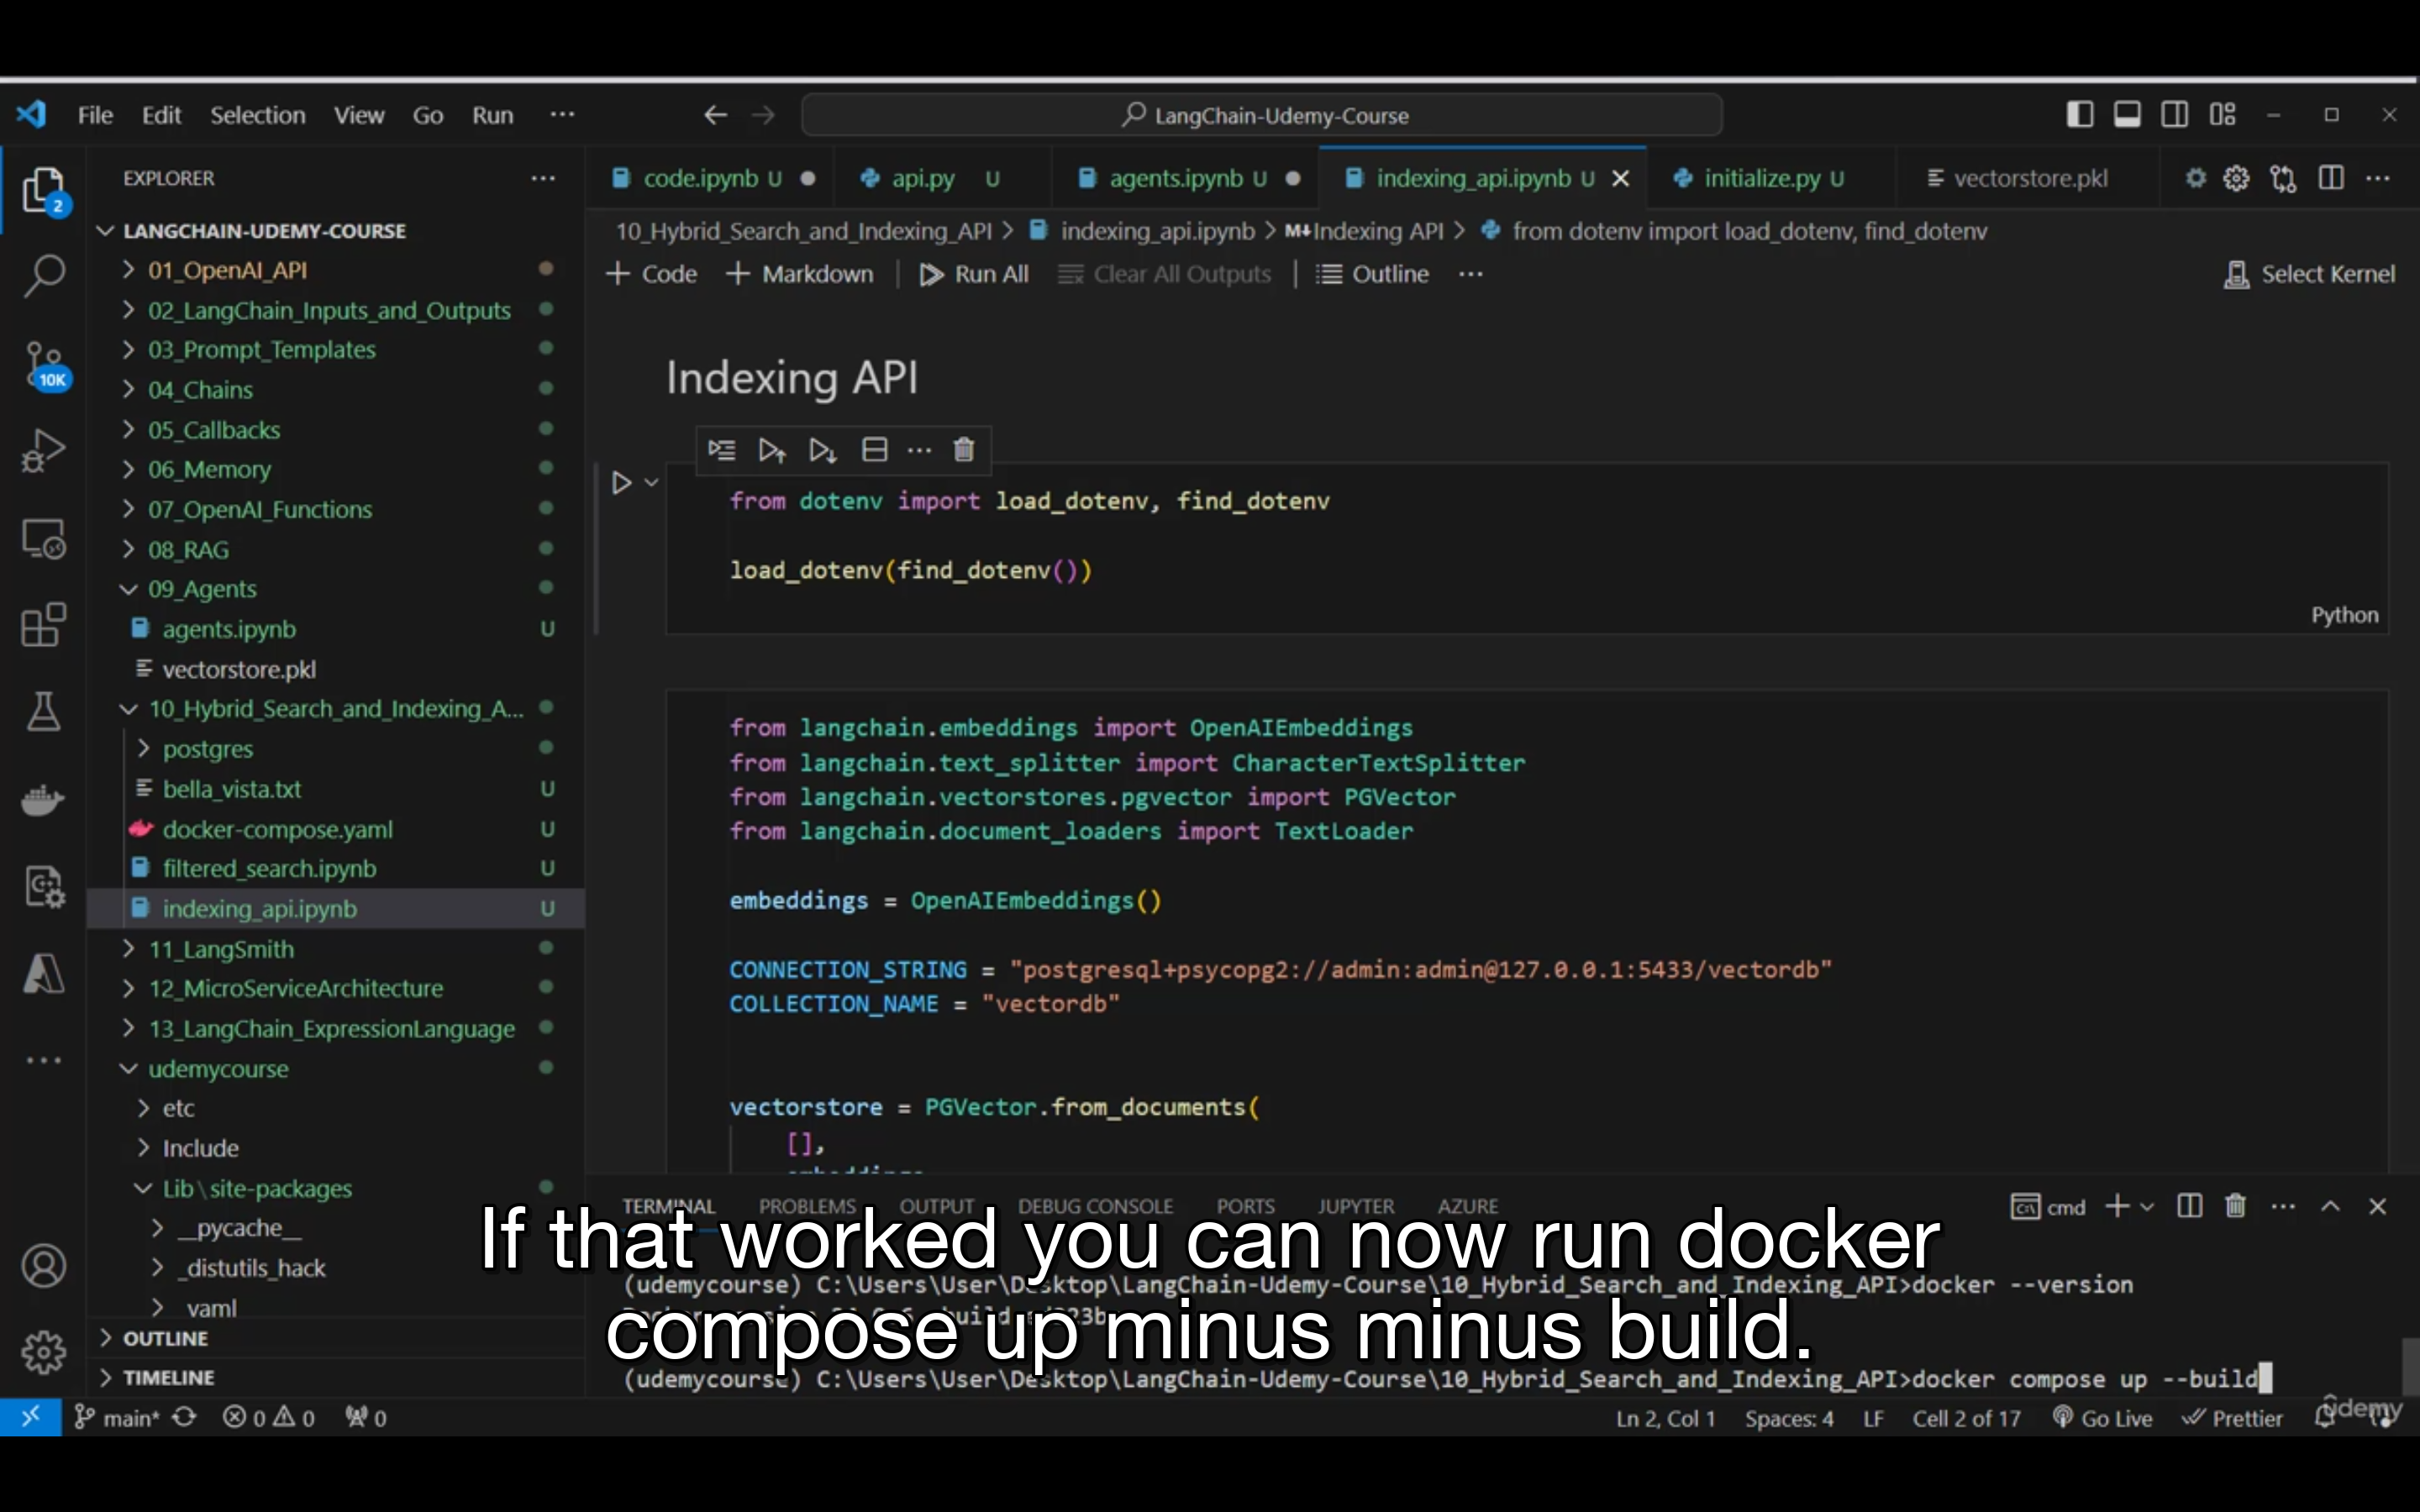 File Edit Selection View Go Run ··· LangChain-Udemy-Course
EXPLORER ···
2
LANGCHAIN-UDEMY-COURSE
01_OpenAI_API
02_LangChain_Inputs_and_Outputs
03_Prompt_Templates
10K
04_Chains
05_Callbacks
06_Memory
07_OpenAI_Functions
08_RAG
09_Agents
agents.ipynb U
vectorstore.pkl
10_Hybrid_Search_and_Indexing_A...
postgres
bella_vista.txt U
docker-compose.yaml U
filtered_search.ipynb U
indexing_api.ipynb U
11_LangSmith
12_MicroServiceArchitecture
13_LangChain_ExpressionLanguage
udemycourse
etc
Include
Lib\site-packages
__pycache__
_distutils_hack
yaml
OUTLINE
TIMELINE
code.ipynb U api.py U agents.ipynb U indexing_api.ipynb U initialize.py U vectorstore.pkl
10_Hybrid_Search_and_Indexing_API > indexing_api.ipynb > M↓Indexing API > from dotenv import load_dotenv, find_dotenv
+ Code + Markdown Run All Clear All Outputs Outline ··· Select Kernel
Indexing API
from dotenv import load_dotenv, find_dotenv
load_dotenv(find_dotenv())
Python
from langchain.embeddings import OpenAIEmbeddings
from langchain.text_splitter import CharacterTextSplitter
from langchain.vectorstores.pgvector import PGVector
from langchain.document_loaders import TextLoader
embeddings = OpenAIEmbeddings()
CONNECTION_STRING = "postgresql+psycopg2://admin:admin@127.0.0.1:5433/vectordb"
COLLECTION_NAME = "vectordb"
vectorstore = PGVector.from_documents(
[],
TERMINAL PROBLEMS OUTPUT DEBUG CONSOLE PORTS JUPYTER AZURE cmd
If that worked you can now run docker
compose up minus minus build.
(udemycourse) C:\Users\User\Desktop\LangChain-Udemy-Course\10_Hybrid_Search_and_Indexing_API>docker --version
(udemycourse) C:\Users\User\Desktop\LangChain-Udemy-Course\10_Hybrid_Search_and_Indexing_API>docker compose up --build
main* 0 0 0 Ln 2, Col 1 Spaces: 4 LF Cell 2 of 17 Go Live Prettier
udemy